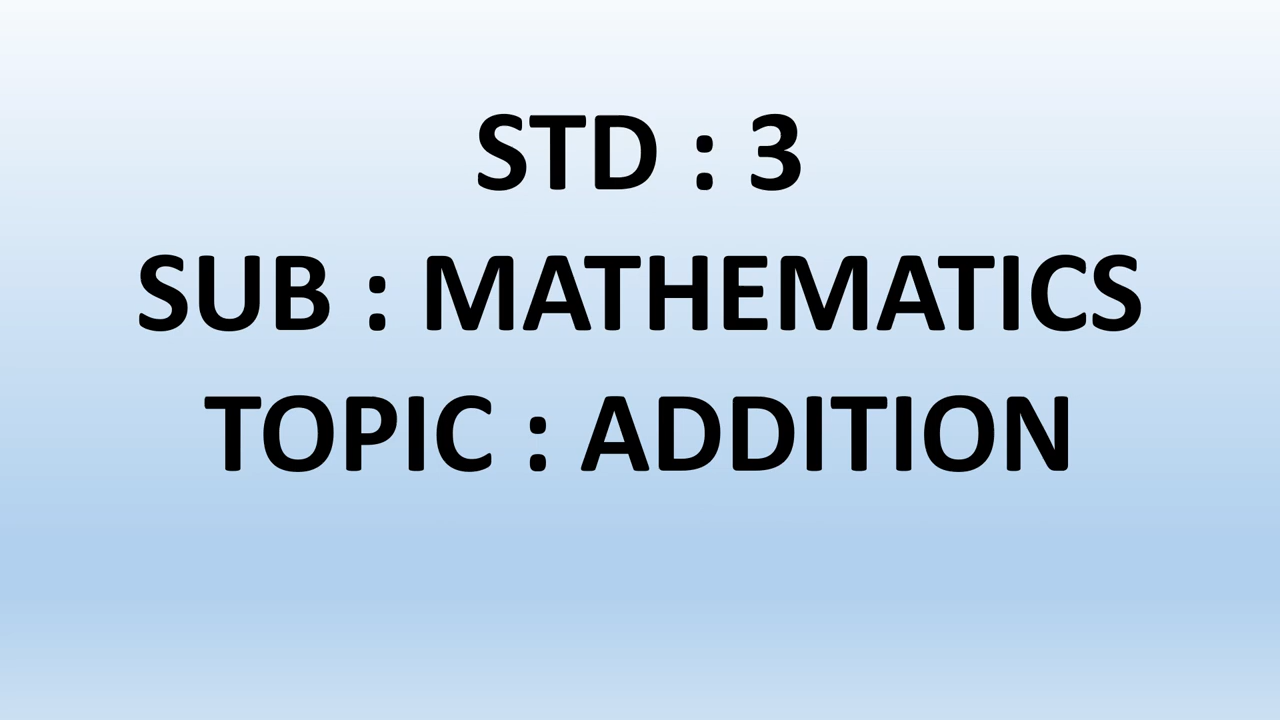 STD : 3
SUB : MATHEMATICS
TOPIC : ADDITION